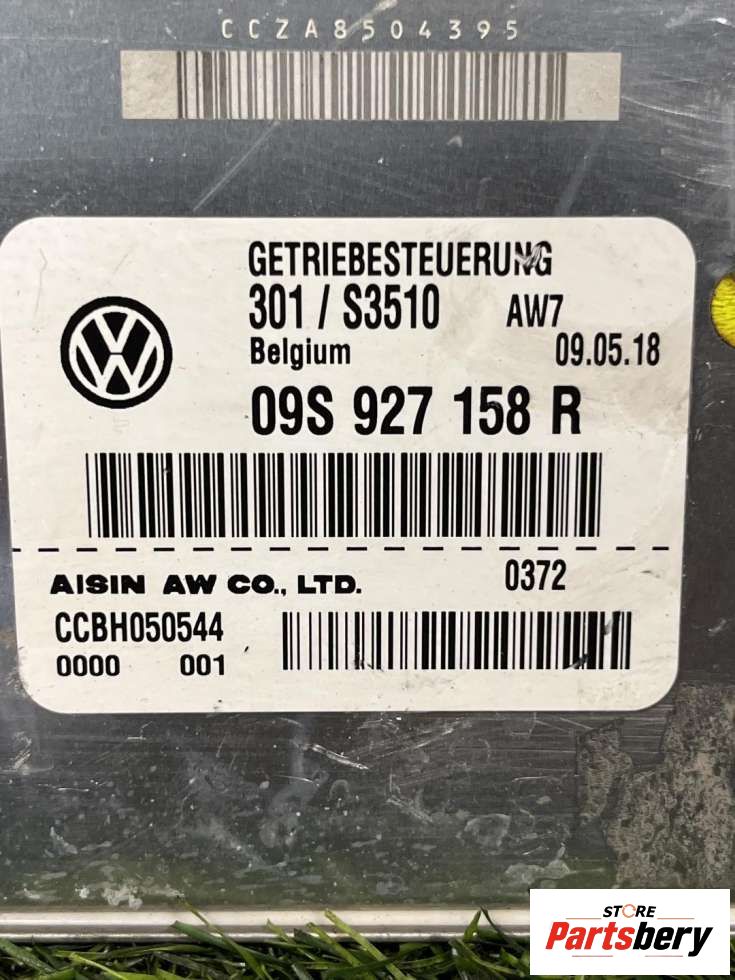 CCZA8504395
GETRIEBESTEUERUNG
301 / S3510 AW7
Belgium 09.05.18
09S 927 158 R
AISIN AW CO., LTD. 0372
CCBH050544
0000 001
STORE
Partsbery